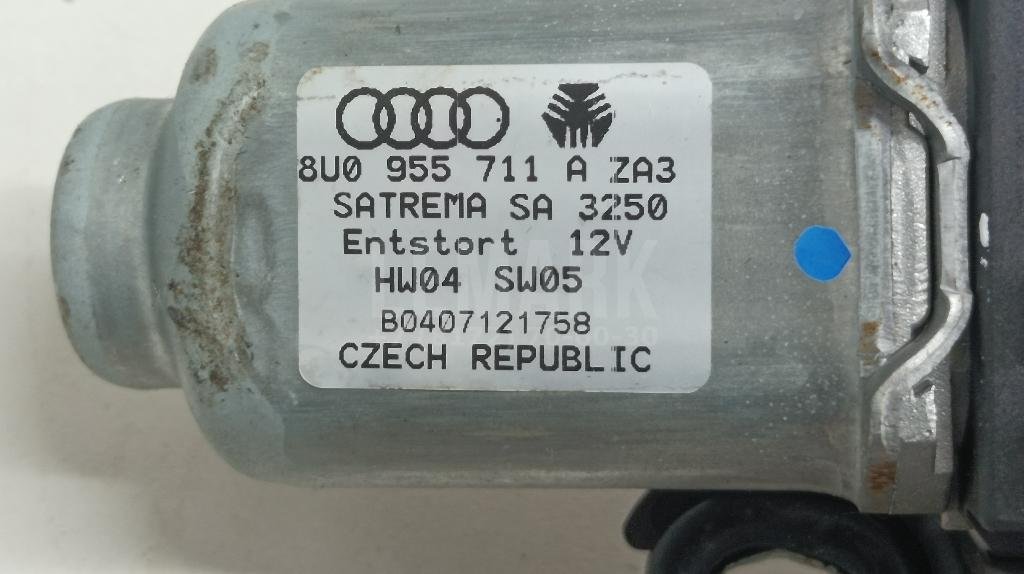 8U0 955 711 A ZA3
SATREMA SA 3250
Entstort 12V
HW04 SW05
B0407121758
CZECH REPUBLIC